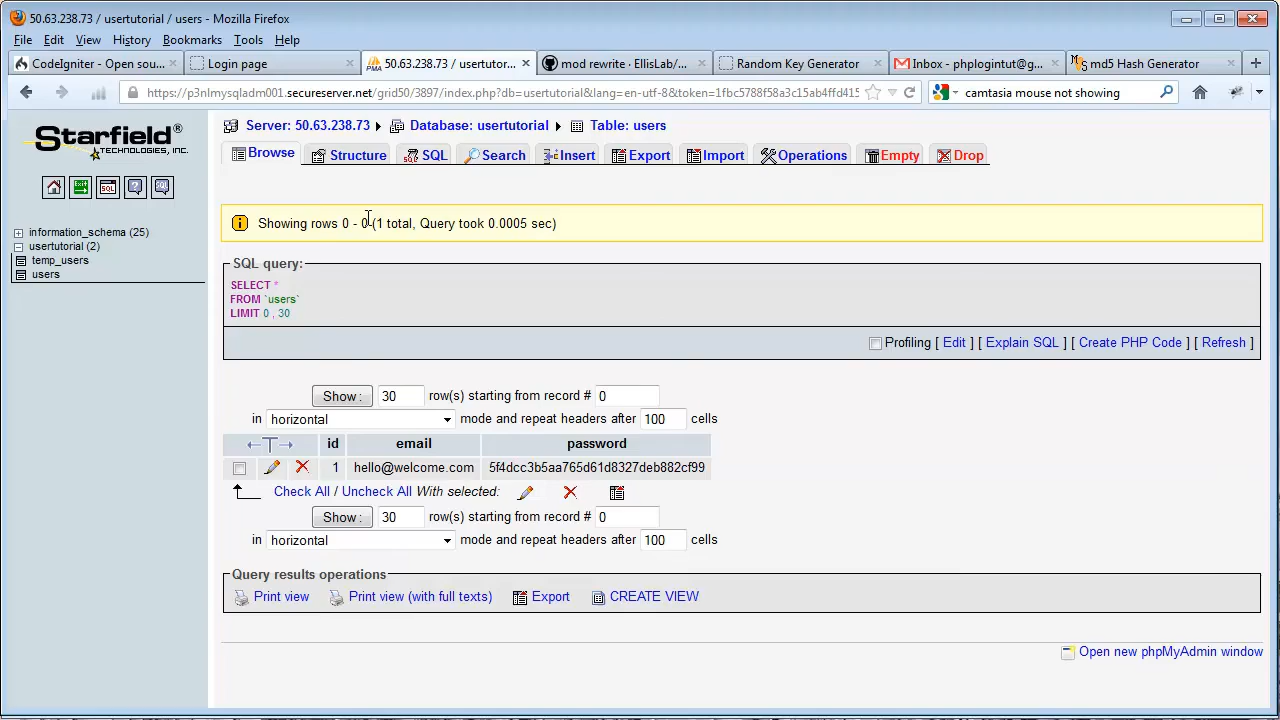 50.63.238.73 / usertutorial / users - Mozilla Firefox
File Edit View History Bookmarks Tools Help
CodeIgniter - Open sou... Login page PMA 50.63.238.73 / usertutor... mod rewrite · EllisLab/... Random Key Generator Inbox - phplogintut@g... md5 Hash Generator
https://p3nlmysqladm001.secureserver.net/grid50/3897/index.php?db=usertutorial&lang=en-utf-8&token=1fbc5788f58a3c15ab4ffd415 camtasia mouse not showing
Starfield®
TECHNOLOGIES, INC.
Server: 50.63.238.73 Database: usertutorial Table: users
Browse Structure SQL Search Insert Export Import Operations Empty Drop
information_schema (25)
usertutorial (2)
temp_users
users
Showing rows 0 - 0 (1 total, Query took 0.0005 sec)
SQL query:
SELECT *
FROM `users`
LIMIT 0 , 30
Profiling [ Edit ] [ Explain SQL ] [ Create PHP Code ] [ Refresh ]
Show : 30 row(s) starting from record # 0
in horizontal mode and repeat headers after 100 cells
id email password
1 hello@welcome.com 5f4dcc3b5aa765d61d8327deb882cf99
Check All / Uncheck All With selected:
Show : 30 row(s) starting from record # 0
in horizontal mode and repeat headers after 100 cells
Query results operations
Print view Print view (with full texts) Export CREATE VIEW
Open new phpMyAdmin window